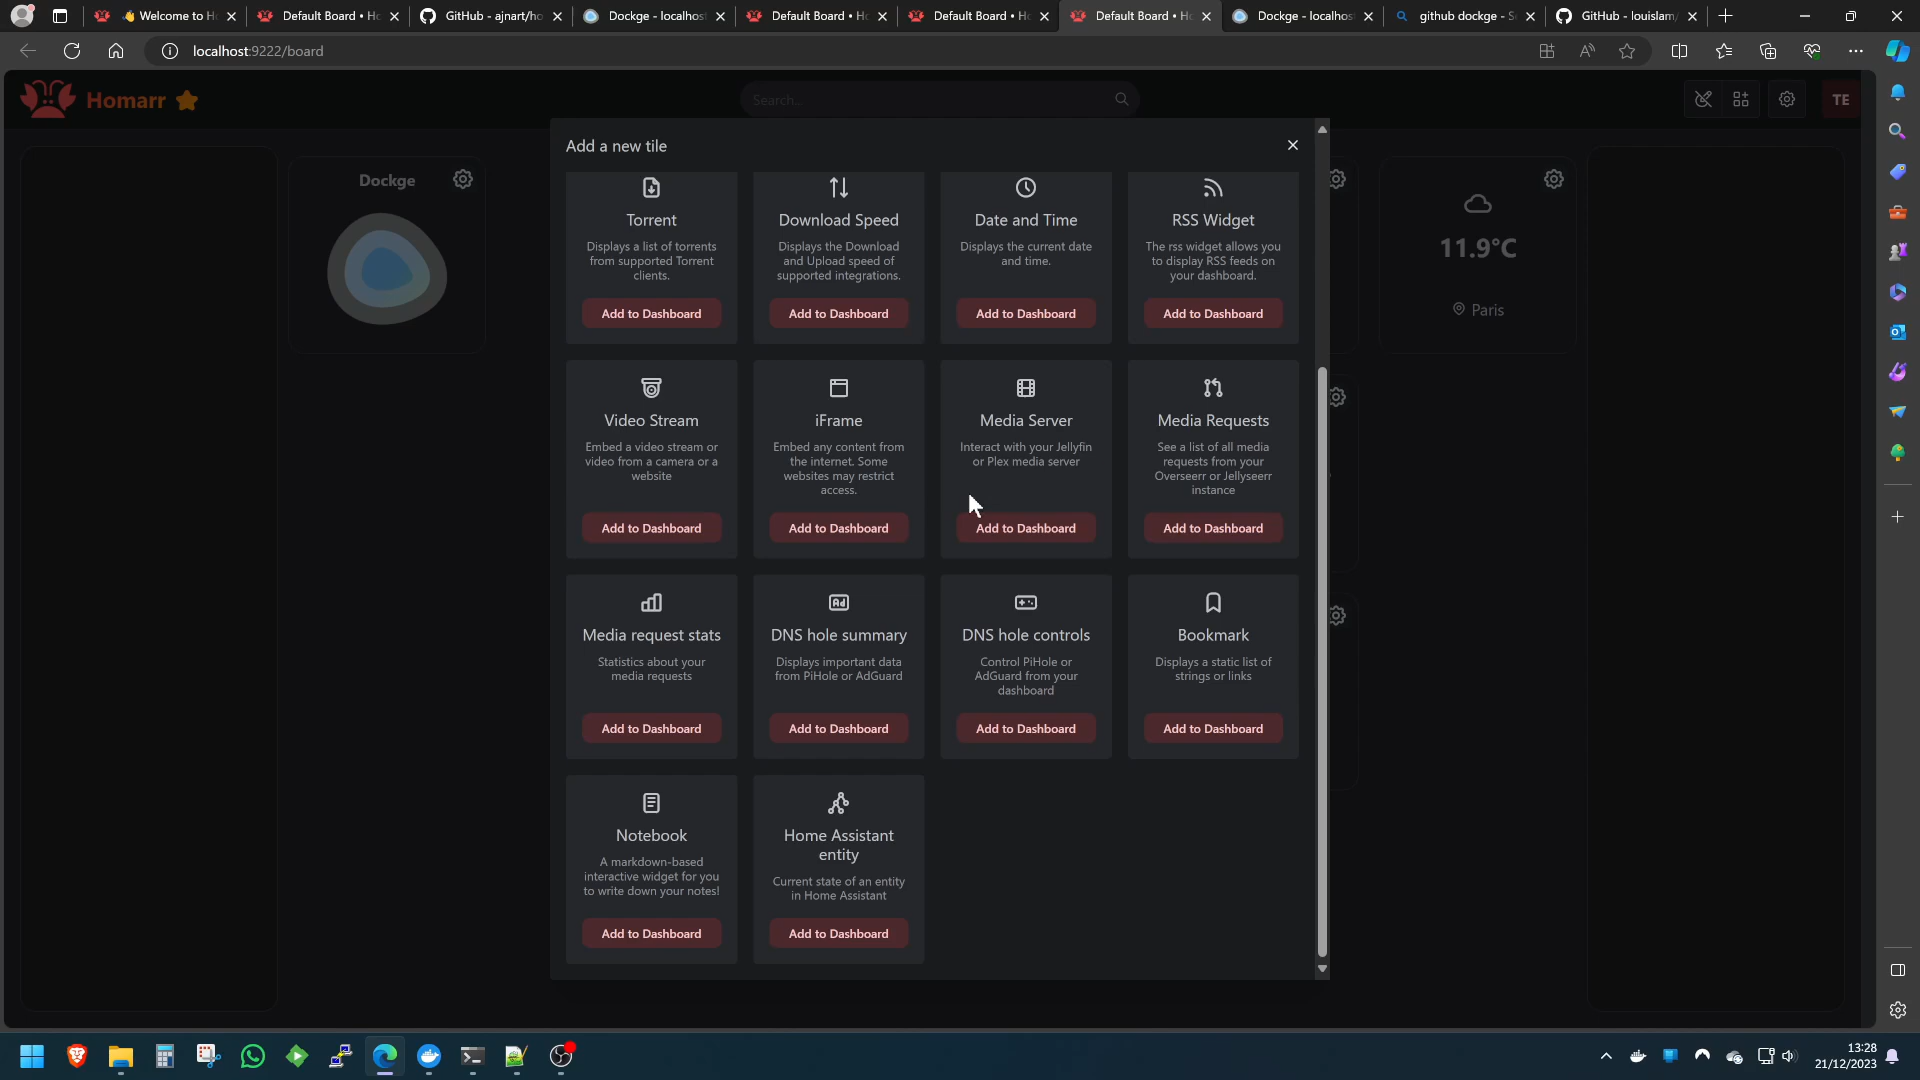 Welcome to H
Default Board • H
GitHub - ajnart/ho
Dockge - localhos
Default Board • H
Default Board • H
Default Board • H
Dockge - localhos
github dockge - S
GitHub - louislam/
localhost:9222/board
Homarr
Search..
TE
Add a new tile
Dockge
11.9°C
Paris
Torrent
Displays a list of torrents
from supported Torrent
clients.
Add to Dashboard
Download Speed
Displays the Download
and Upload speed of
supported integrations.
Add to Dashboard
Date and Time
Displays the current date
and time.
Add to Dashboard
RSS Widget
The rss widget allows you
to display RSS feeds on
your dashboard.
Add to Dashboard
Video Stream
Embed a video stream or
video from a camera or a
website
Add to Dashboard
iFrame
Embed any content from
the internet. Some
websites may restrict
access.
Add to Dashboard
Media Server
Interact with your Jellyfin
or Plex media server
Add to Dashboard
Media Requests
See a list of all media
requests from your
Overseerr or Jellyseerr
instance
Add to Dashboard
Media request stats
Statistics about your
media requests
Add to Dashboard
DNS hole summary
Displays important data
from PiHole or AdGuard
Add to Dashboard
DNS hole controls
Control PiHole or
AdGuard from your
dashboard
Add to Dashboard
Bookmark
Displays a static list of
strings or links
Add to Dashboard
Notebook
A markdown-based
interactive widget for you
to write down your notes!
Add to Dashboard
Home Assistant
entity
Current state of an entity
in Home Assistant
Add to Dashboard
13:28
21/12/2023